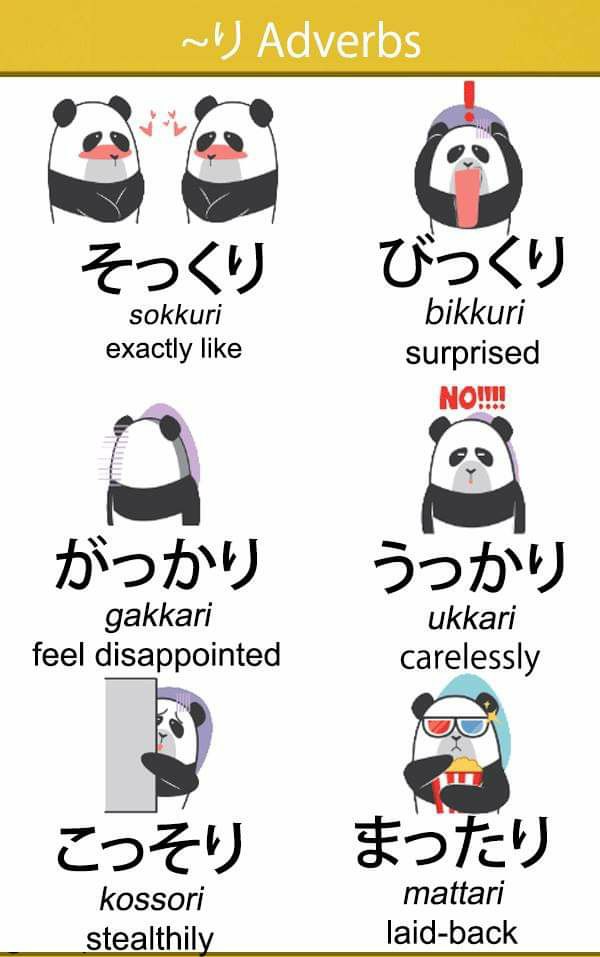 ~り Adverbs
そっくり
sokkuri
exactly like
びっくり
bikkuri
surprised
がっかり
gakkari
feel disappointed
NO!!!!
うっかり
ukkari
carelessly
こっそり
kossori
stealthily
まったり
mattari
laid-back